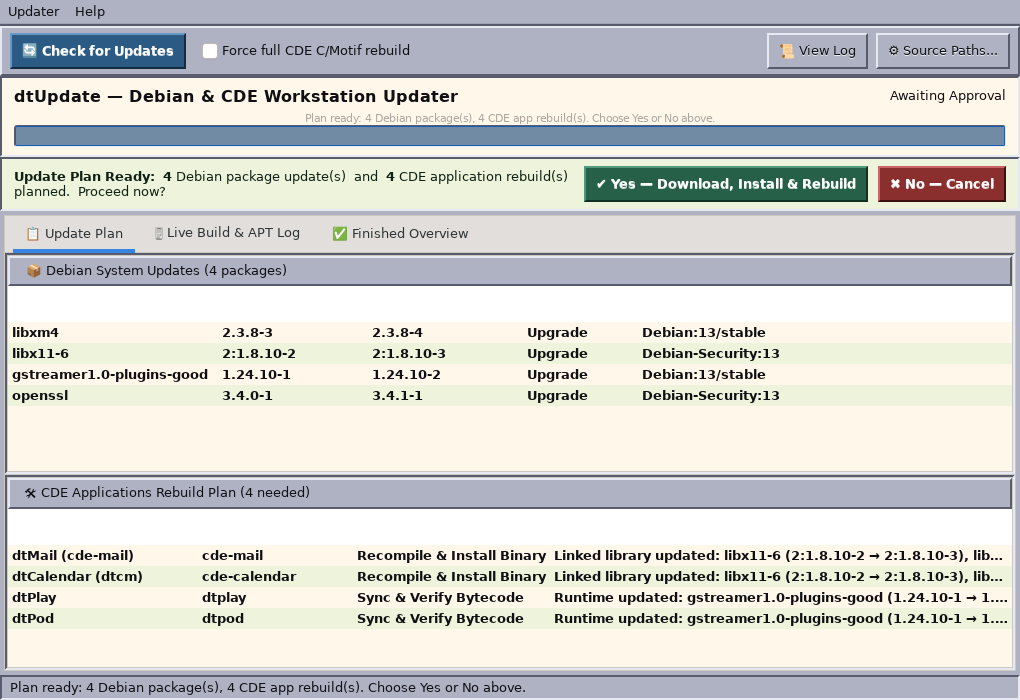 Updater Help
Check for Updates Force full CDE C/Motif rebuild View Log Source Paths...
dtUpdate — Debian & CDE Workstation Updater Awaiting Approval
Plan ready: 4 Debian package(s), 4 CDE app rebuild(s). Choose Yes or No above.
Update Plan Ready: 4 Debian package update(s) and 4 CDE application rebuild(s)
planned. Proceed now?
✔ Yes — Download, Install & Rebuild ✖ No — Cancel
Update Plan Live Build & APT Log Finished Overview
Debian System Updates (4 packages)
libxm4 2.3.8-3 2.3.8-4 Upgrade Debian:13/stable
libx11-6 2:1.8.10-2 2:1.8.10-3 Upgrade Debian-Security:13
gstreamer1.0-plugins-good 1.24.10-1 1.24.10-2 Upgrade Debian:13/stable
openssl 3.4.0-1 3.4.1-1 Upgrade Debian-Security:13
CDE Applications Rebuild Plan (4 needed)
dtMail (cde-mail) cde-mail Recompile & Install Binary Linked library updated: libx11-6 (2:1.8.10-2 → 2:1.8.10-3), lib...
dtCalendar (dtcm) cde-calendar Recompile & Install Binary Linked library updated: libx11-6 (2:1.8.10-2 → 2:1.8.10-3), lib...
dtPlay dtplay Sync & Verify Bytecode Runtime updated: gstreamer1.0-plugins-good (1.24.10-1 → 1....
dtPod dtpod Sync & Verify Bytecode Runtime updated: gstreamer1.0-plugins-good (1.24.10-1 → 1....
Plan ready: 4 Debian package(s), 4 CDE app rebuild(s). Choose Yes or No above.